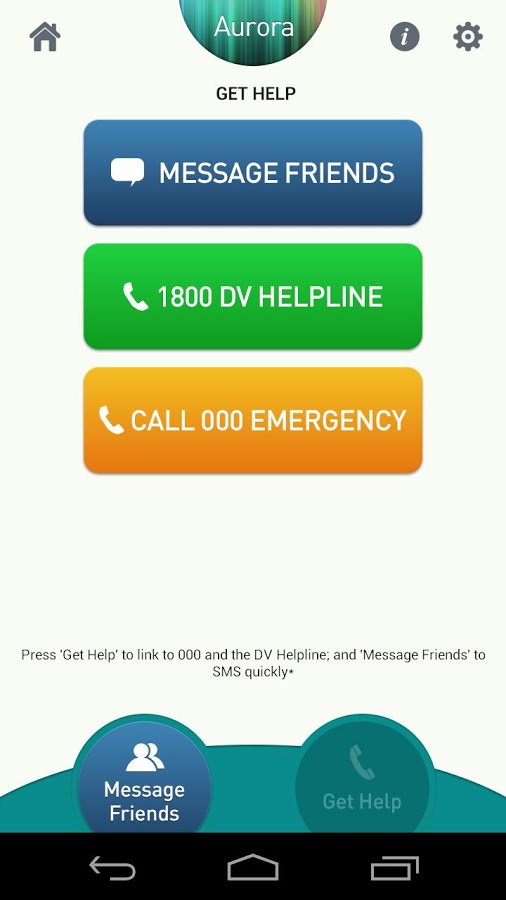 Aurora
GET HELP
MESSAGE FRIENDS
1800 DV HELPLINE
CALL 000 EMERGENCY
Press 'Get Help' to link to 000 and the DV Helpline; and 'Message Friends' to
SMS quickly*
Message
Friends
Get Help